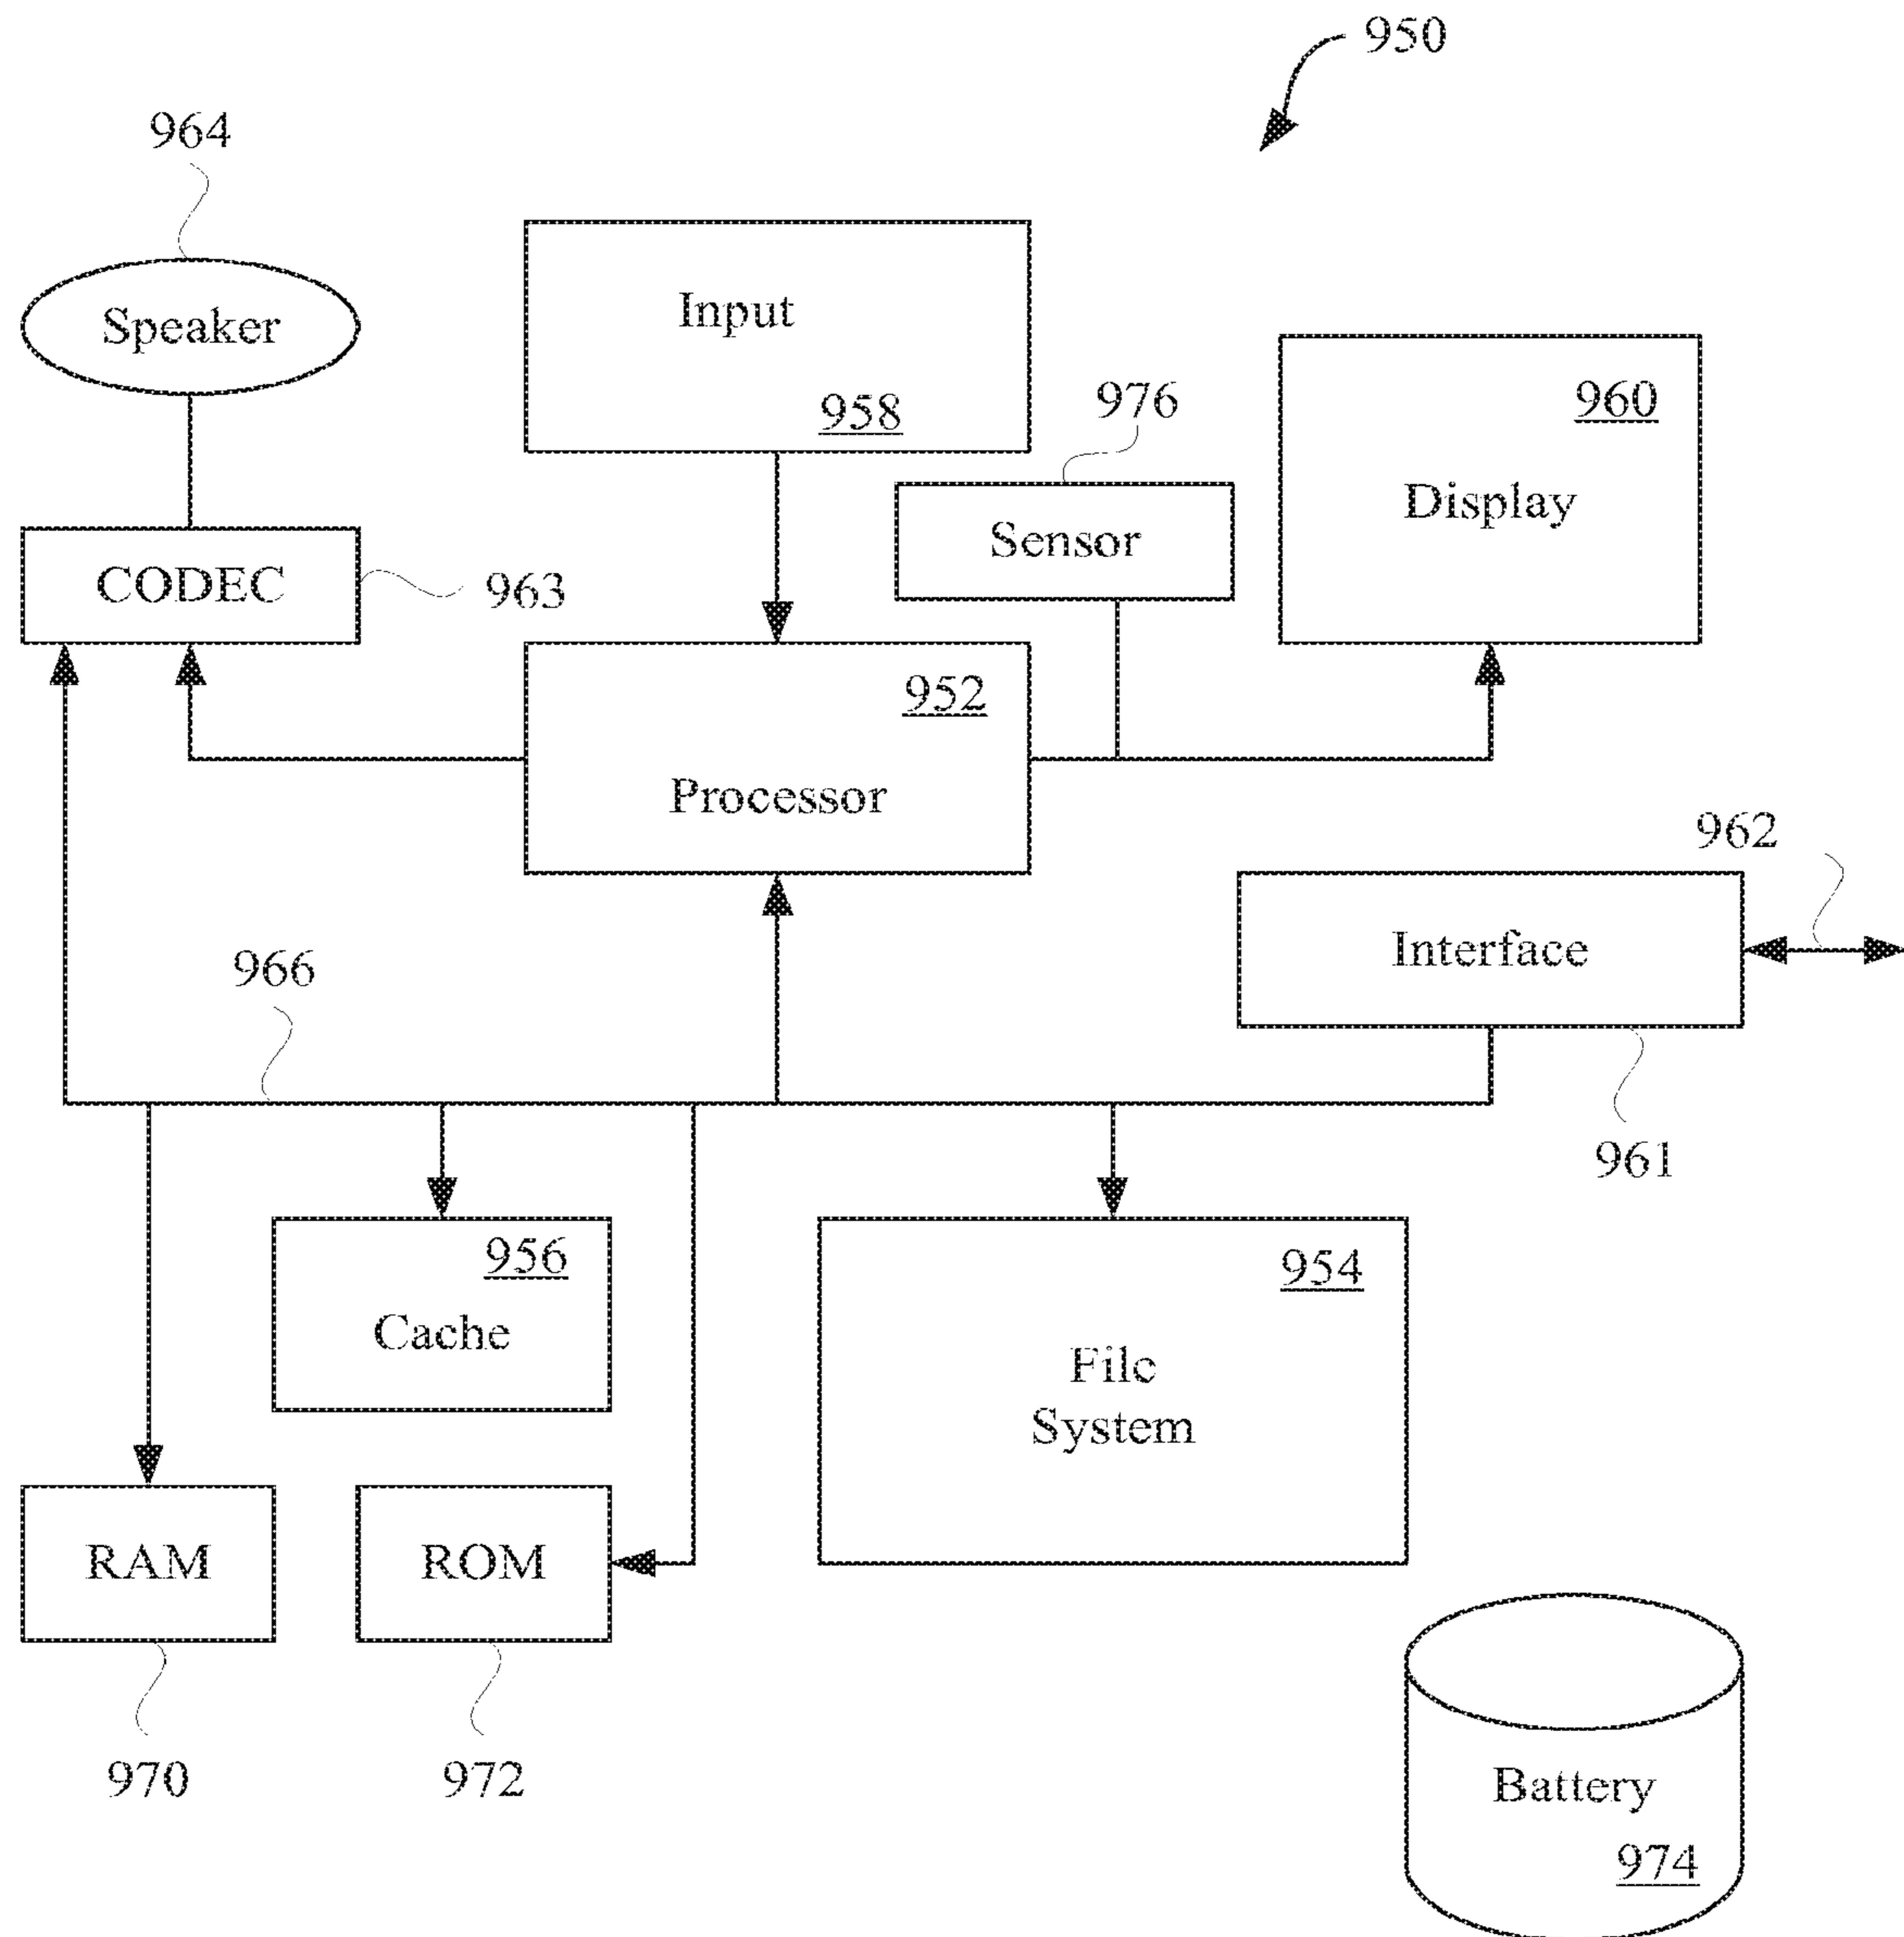 950
964
Speaker
Input
958
976
960
Display
Sensor
CODEC
963
952
Processor
962
Interface
966
961
956
Cache
954
File
System
RAM
ROM
970
972
Battery
974